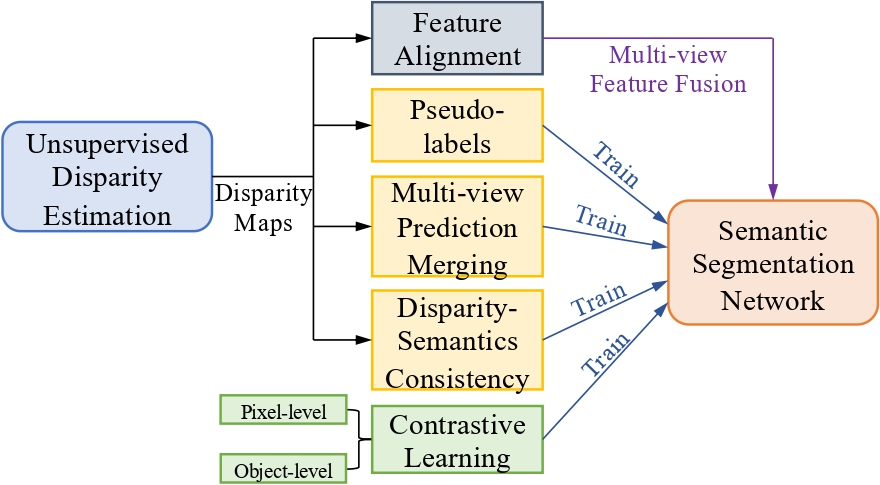 Feature
Alignment
Multi-view
Feature Fusion
Pseudo-
labels
Train
Unsupervised
Disparity
Estimation
Disparity
Maps
Multi-view
Prediction
Merging
Train
Semantic
Segmentation
Network
Disparity-
Semantics
Consistency
Train
Pixel-level
Object-level
Contrastive
Learning
Train